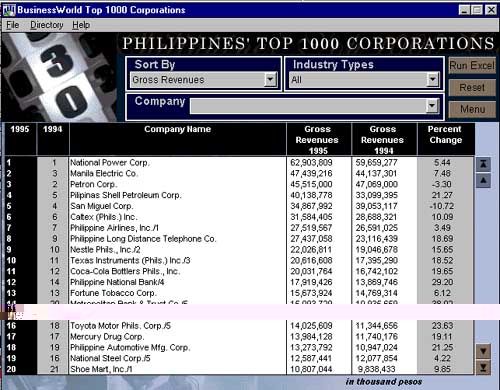 BusinessWorld Top 1000 Corporations
File Directory Help
30
PHILIPPINES' TOP 1000 CORPORATIONS
Sort By Industry Types Run Excel
Gross Revenues All
Reset
Company Menu
1995 1994 Company Name Gross Revenues 1995 Gross Revenues 1994 Percent Change
1 1 National Power Corp. 62,903,809 59,659,277 5.44
2 3 Manila Electric Co. 47,439,216 44,137,301 7.48
3 2 Petron Corp. 45,515,000 47,069,000 -3.30
4 5 Pilipinas Shell Petroleum Corp. 40,138,778 33,099,395 21.27
5 4 San Miguel Corp. 34,867,992 39,053,117 -10.72
6 6 Caltex (Phils.) Inc. 31,584,405 28,688,321 10.09
7 7 Philippine Airlines, Inc./1 27,519,567 26,591,025 3.49
8 9 Philippine Long Distance Telephone Co. 27,437,058 23,116,439 18.69
9 10 Nestle Phils., Inc./2 22,026,811 19,046,678 15.65
10 11 Texas Instruments (Phils.) Inc./3 20,616,608 17,395,290 18.52
11 12 Coca-Cola Bottlers Phils., Inc. 20,031,764 16,742,102 19.65
12 14 Philippine National Bank/4 17,919,426 13,869,746 29.20
13 13 Fortune Tobacco Corp. 15,673,924 14,769,314 6.12
Metropolitan Bank & Trust Co./5
16 18 Toyota Motor Phils. Corp./5 14,025,609 11,344,656 23.63
17 17 Mercury Drug Corp. 13,984,128 11,740,176 19.11
18 19 Philippine Automotive Mfg. Corp. 13,273,792 10,947,024 21.25
19 16 National Steel Corp./5 12,587,441 12,077,854 4.22
20 21 Shoe Mart, Inc./1 10,807,044 9,838,433 9.85
in thousand pesos